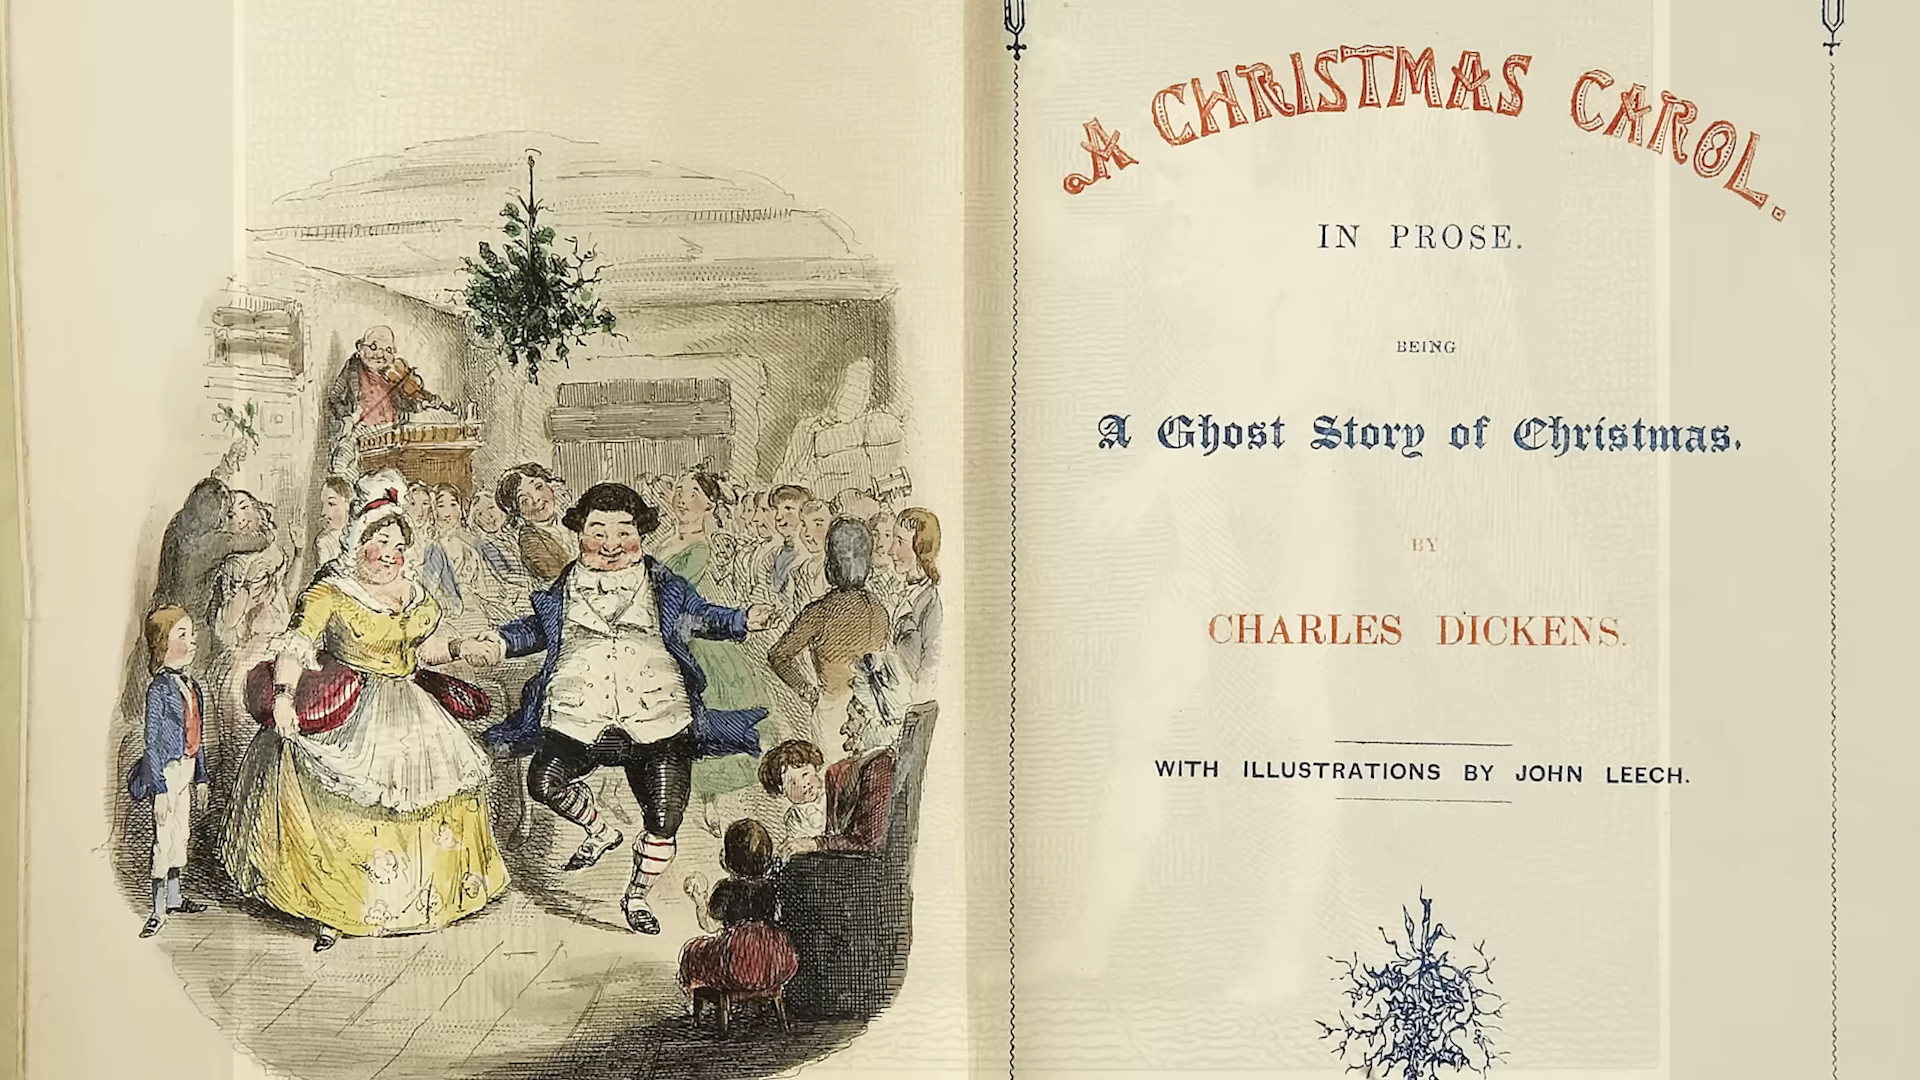 A CHRISTMAS CAROL.
IN PROSE.
BEING
A Ghost Story of Christmas.
BY
CHARLES DICKENS.
WITH ILLUSTRATIONS BY JOHN LEECH.